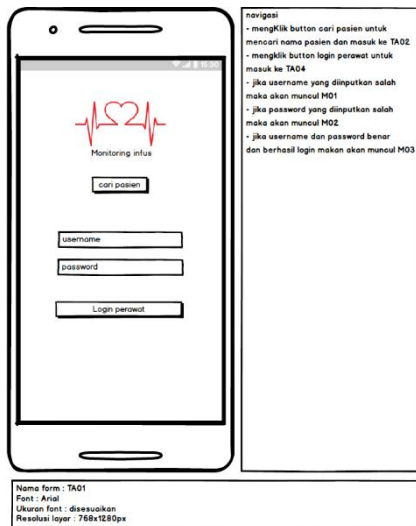 Monitoring infus
cari pasien
username
password
Login perawat
navigasi
- mengKlik button cari pasien untuk
mencari nama pasien dan masuk ke TA02
- mengklik button login perawat untuk
masuk ke TA04
- jika username yang diinputkan salah
maka akan muncul M01
- jika password yang diinputkan salah
maka akan muncul M02
- jika username dan password benar
dan berhasil login makan akan muncul M03
Nama form : TA01
Font : Arial
Ukuran font : disesuaikan
Resolusi layar : 768x1280px